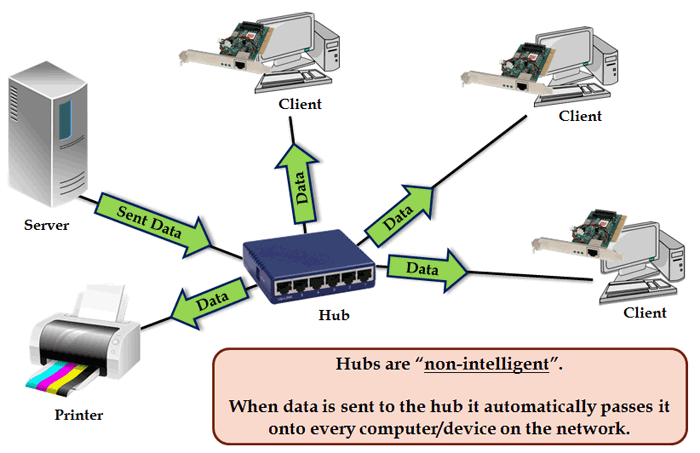 Client
Client
Data
Data
Sent Data
Server
Data
Data
Hub
Client
Printer
Hubs are “non-intelligent”.
When data is sent to the hub it automatically passes it
onto every computer/device on the network.